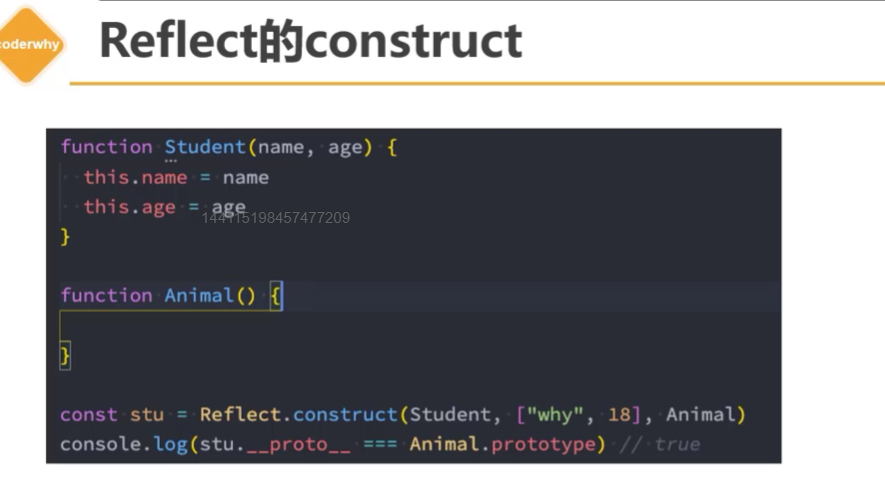 coderwhy
Reflect的construct
function Student(name, age) {
  this.name = name
  this.age = age
144115198457477209
}
function Animal() {
}
const stu = Reflect.construct(Student, ["why", 18], Animal)
console.log(stu.__proto__ === Animal.prototype) // true